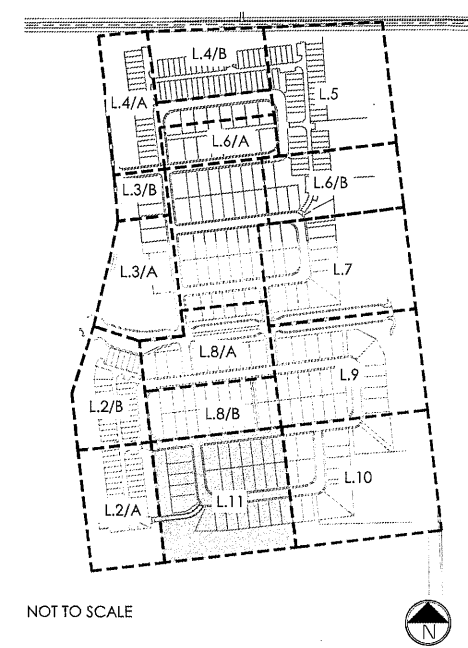 L.4/B
L.4/A
L.5
L.6/A
L.3/B
L.6/B
L.3/A
L.7
L.8/A
L.9
L.2/B
L.8/B
L.10
L.2/A
L.11
NOT TO SCALE
N